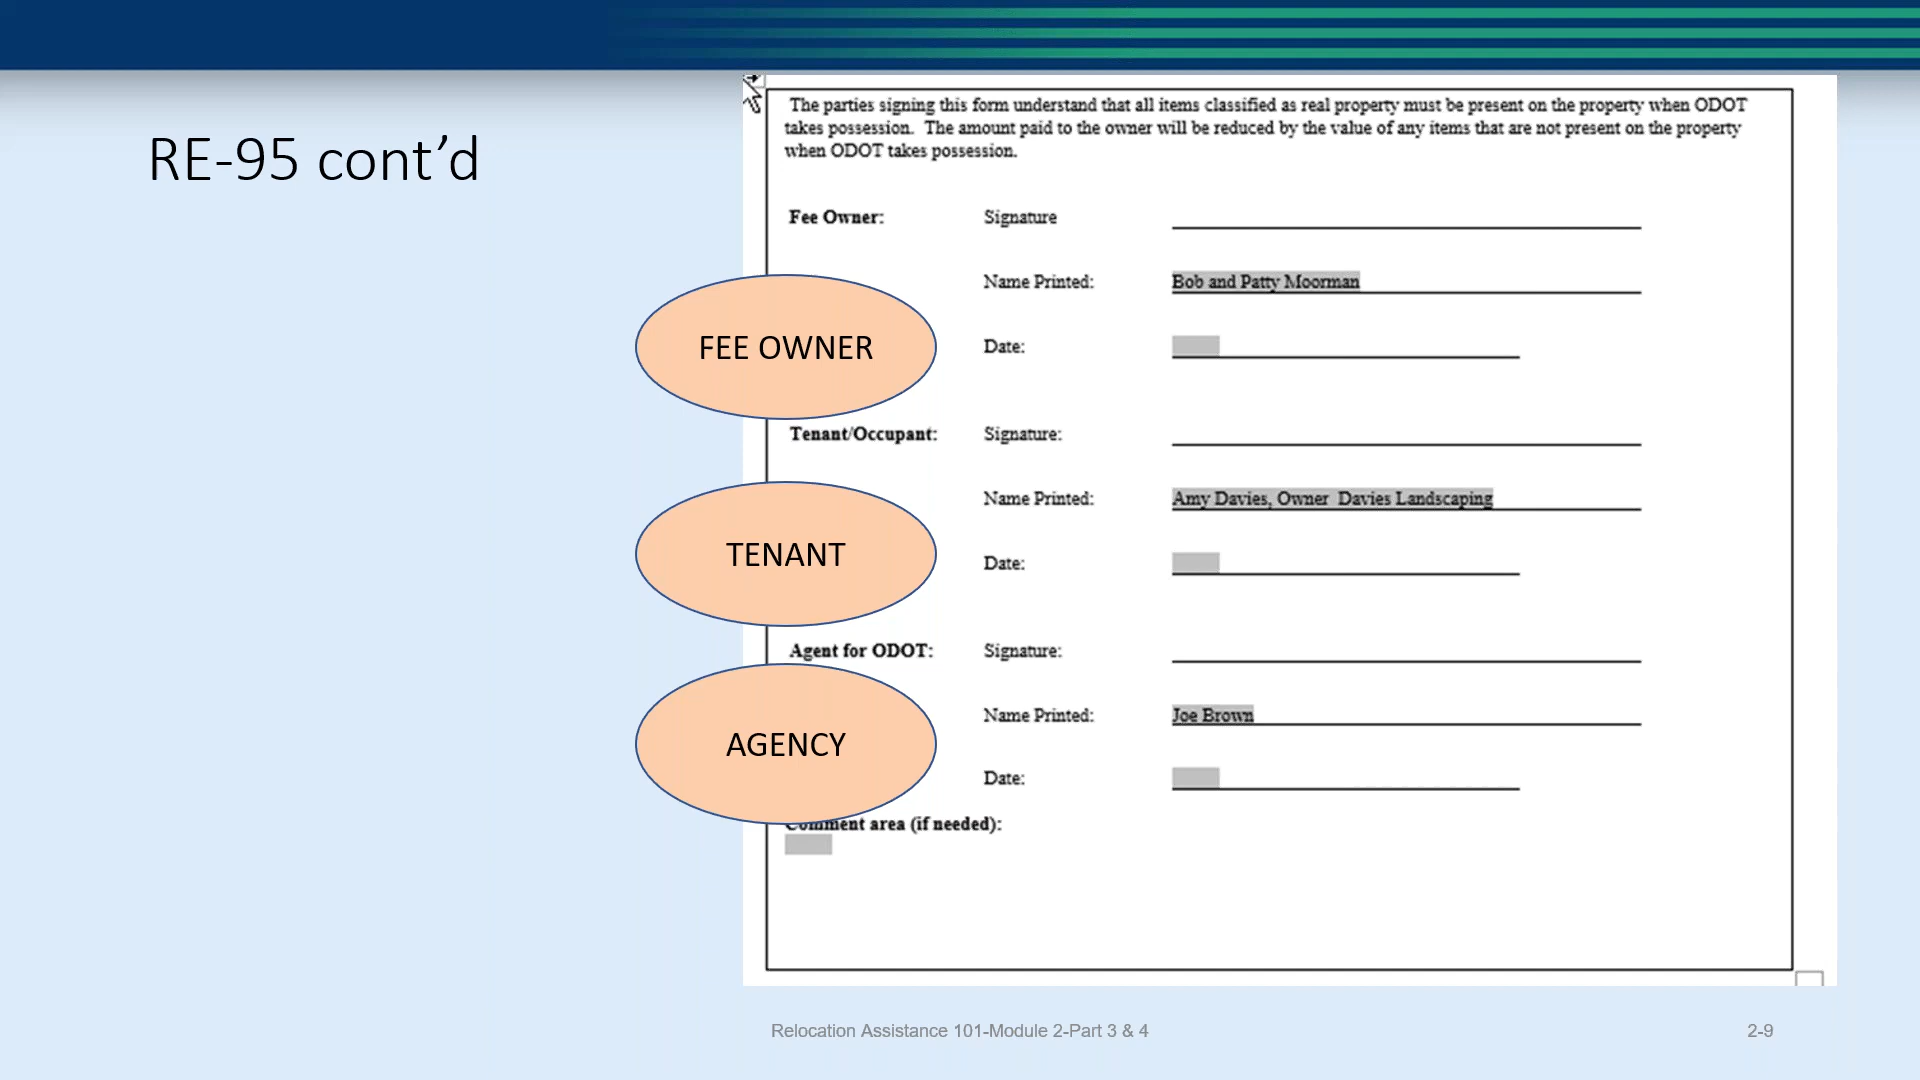 RE-95 cont’d
The parties signing this form understand that all items classified as real property must be present on the property when ODOT
takes possession.  The amount paid to the owner will be reduced by the value of any items that are not present on the property
when ODOT takes possession.
Fee Owner: Signature
Name Printed: Bob and Patty Moorman
FEE OWNER
Date:
Tenant/Occupant: Signature:
Name Printed: Amy Davies, Owner  Davies Landscaping
TENANT
Date:
Agent for ODOT: Signature:
Name Printed: Joe Brown
AGENCY
Date:
Comment area (if needed):
Relocation Assistance 101-Module 2-Part 3 & 4
2-9